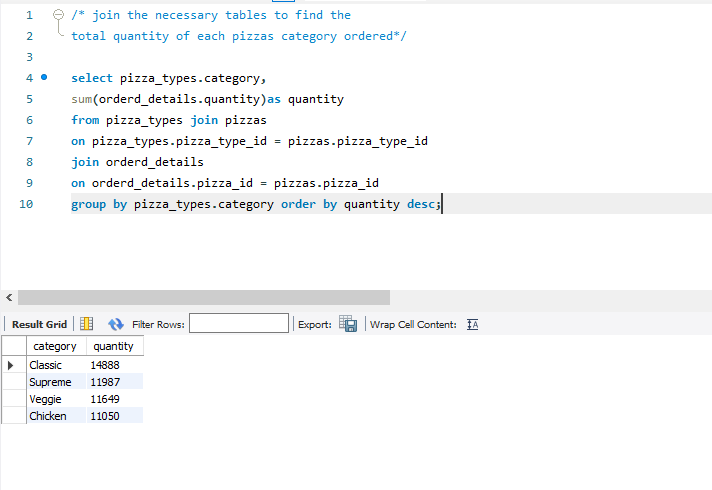 1 /* join the necessary tables to find the
2 total quantity of each pizzas category ordered*/
3
4 select pizza_types.category,
5 sum(orderd_details.quantity)as quantity
6 from pizza_types join pizzas
7 on pizza_types.pizza_type_id = pizzas.pizza_type_id
8 join orderd_details
9 on orderd_details.pizza_id = pizzas.pizza_id
10 group by pizza_types.category order by quantity desc;
Result Grid Filter Rows: Export: Wrap Cell Content:
category quantity
Classic 14888
Supreme 11987
Veggie 11649
Chicken 11050